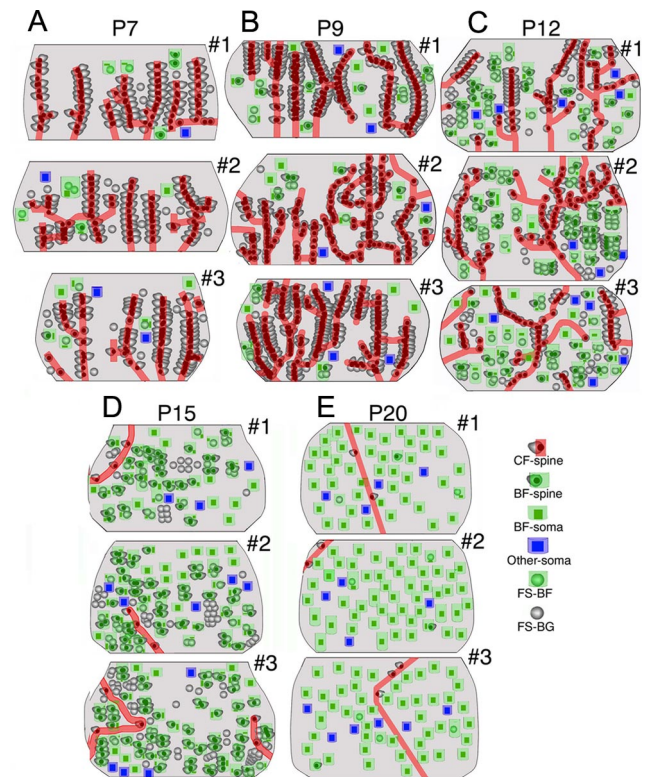 A P7
#1
#2
#3
B P9
#1
#2
#3
C P12
#1
#2
#3
D P15
#1
#2
#3
E P20
#1
#2
#3
CF-spine
BF-spine
BF-soma
Other-soma
FS-BF
FS-BG